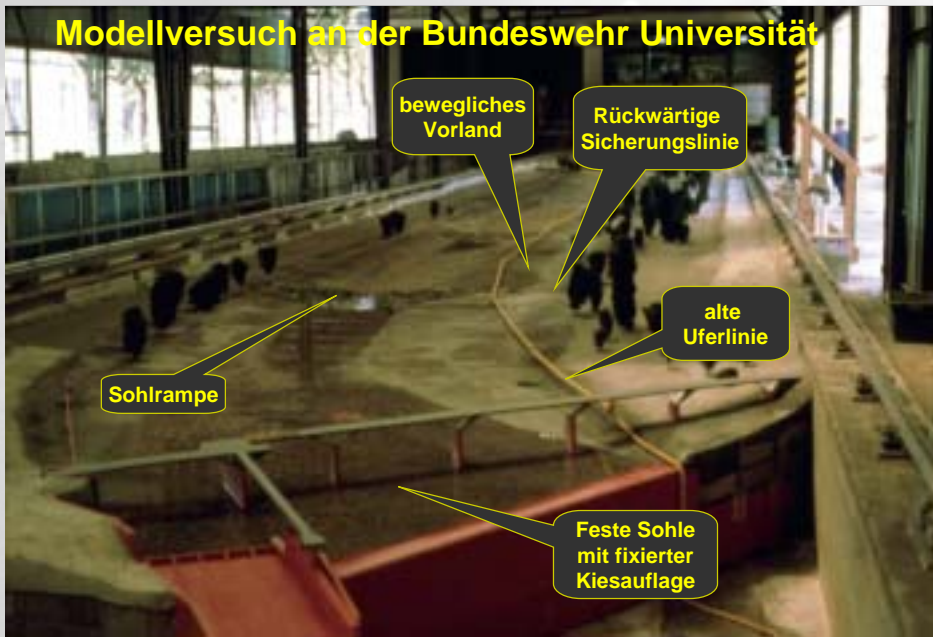 Modellversuch an der Bundeswehr Universität
bewegliches
Vorland
Rückwärtige
Sicherungslinie
alte
Uferlinie
Sohlrampe
Feste Sohle
mit fixierter
Kiesauflage